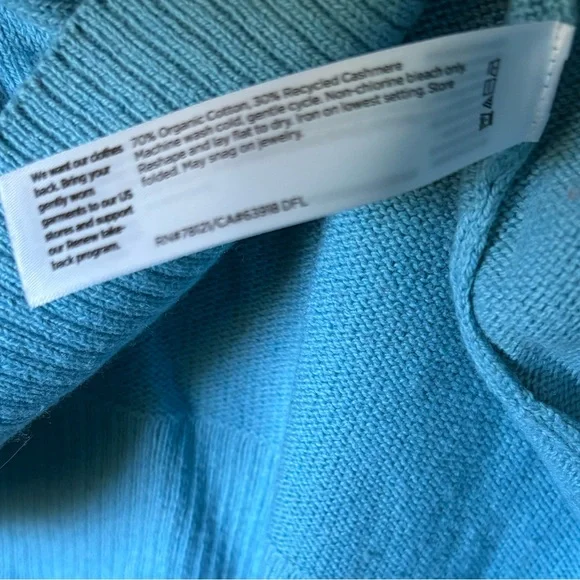 We want our clothes
back. Bring your
gently worn
garments to our US
stores and support
our Renew take-
back program.
70% Organic Cotton. 30% Recycled Cashmere
Machine wash cold, gentle cycle. Non-chlorine bleach only.
Reshape and lay flat to dry. Iron on lowest setting. Store
folded. May snag on jewelry.
RN#78121/CA#63918 DFL